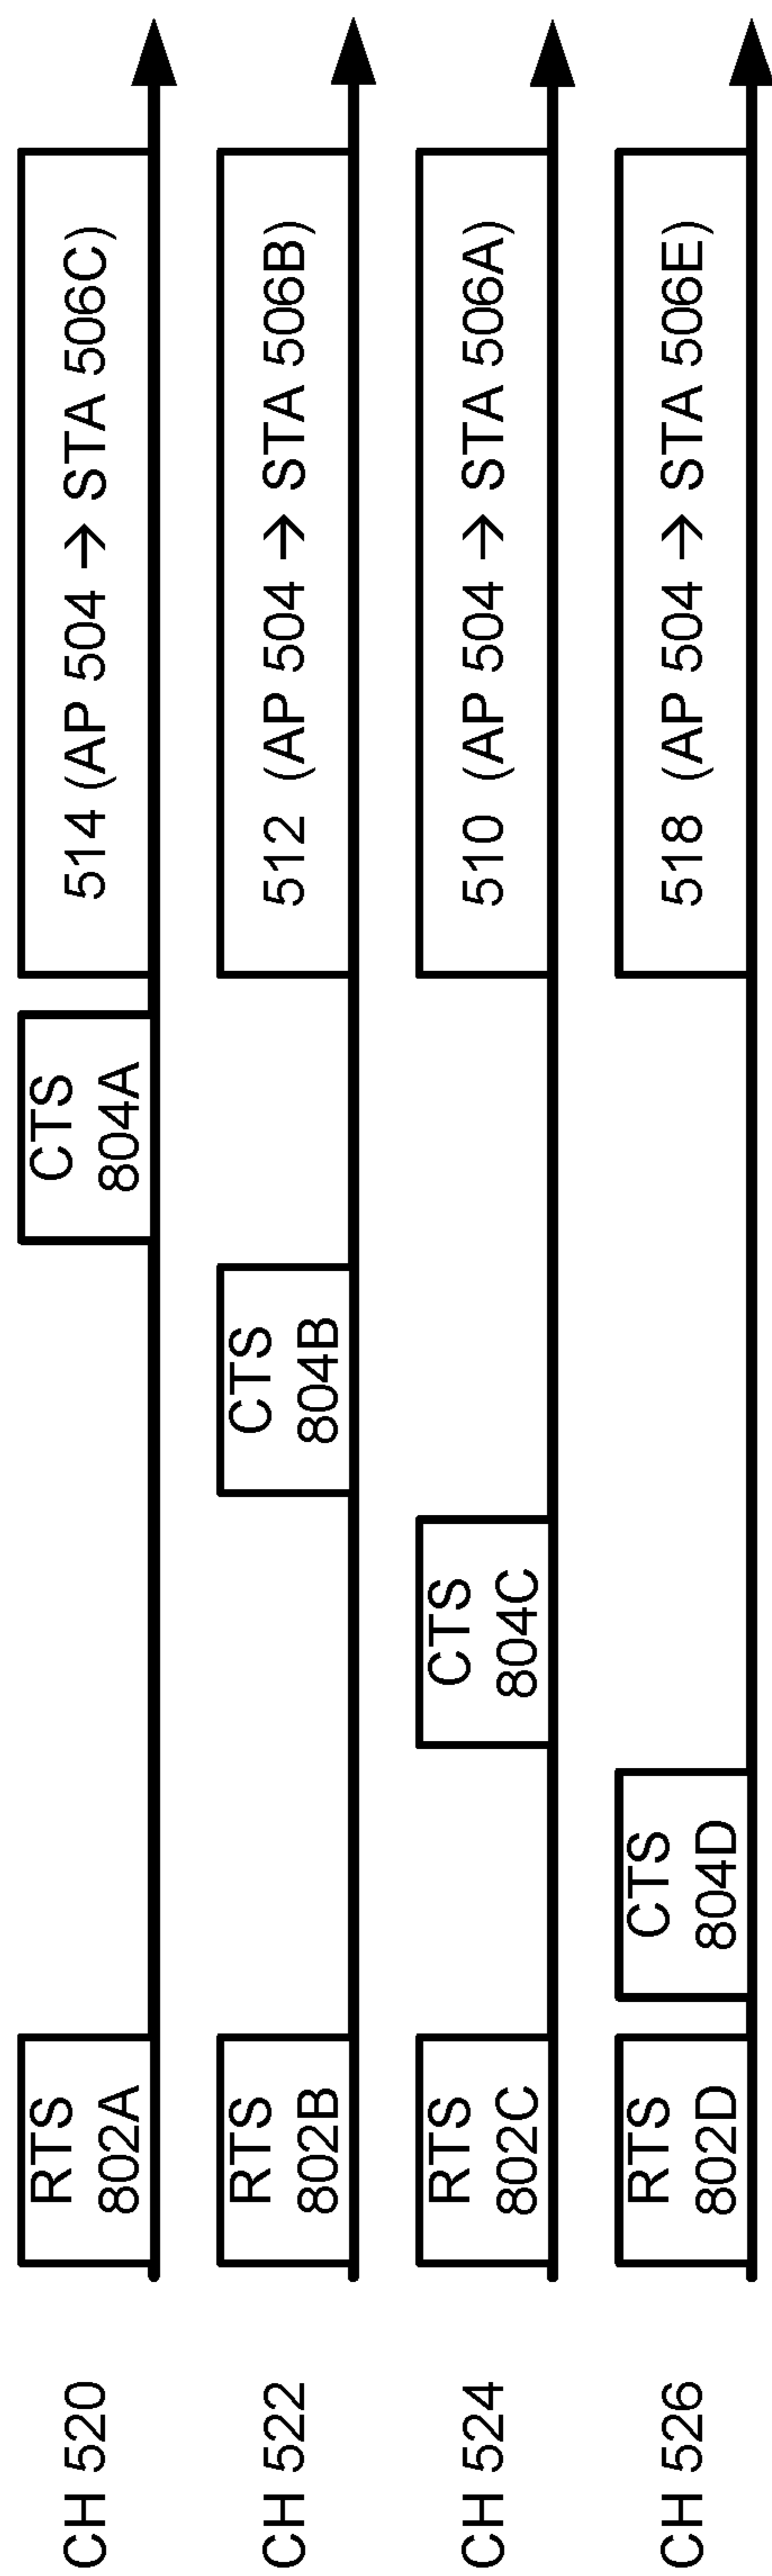 CH 520
RTS
802A
CTS
804A
514 (AP 504 → STA 506C)
CH 522
RTS
802B
CTS
804B
512 (AP 504 → STA 506B)
CH 524
RTS
802C
CTS
804C
510 (AP 504 → STA 506A)
CH 526
RTS
802D
CTS
804D
518 (AP 504 → STA 506E)